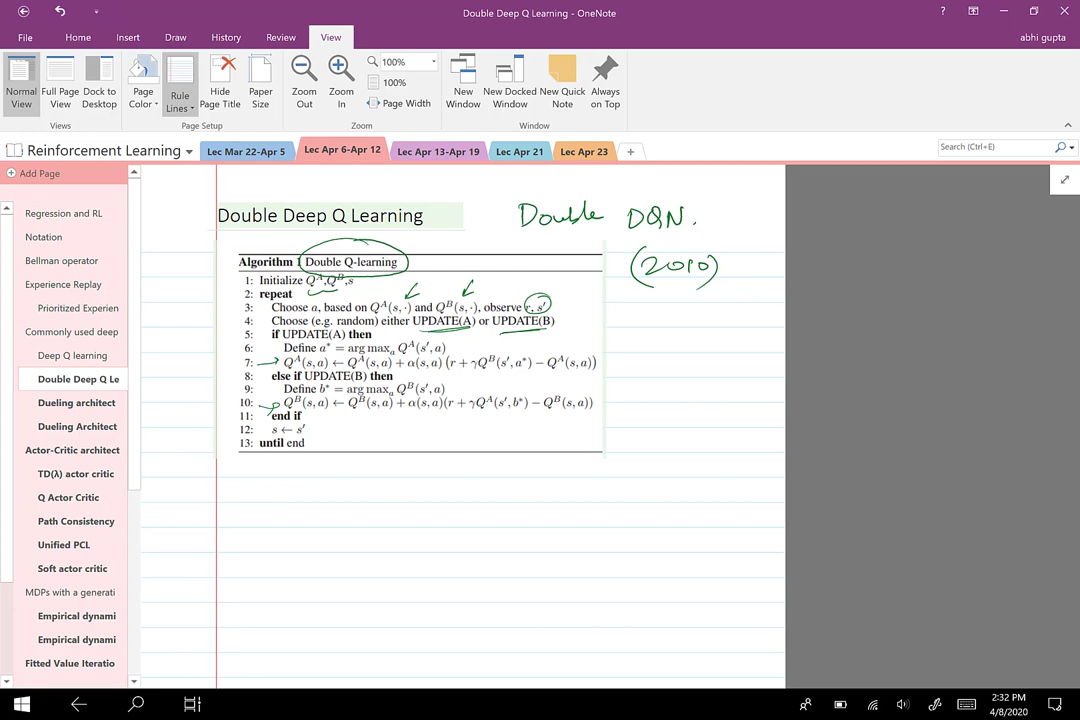 Double Deep Q Learning - OneNote
?
File Home Insert Draw History Review View
abhi gupta
Normal View
Full Page View
Dock to Desktop
Views
Page Color
Rule Lines
Hide Page Title
Paper Size
Page Setup
Zoom Out
Zoom In
100%
100%
Page Width
Zoom
New Window
New Docked Window
New Quick Note
Always on Top
Window
Reinforcement Learning
Lec Mar 22-Apr 5
Lec Apr 6-Apr 12
Lec Apr 13-Apr 19
Lec Apr 21
Lec Apr 23
+
Search (Ctrl+E)
Add Page
Regression and RL
Notation
Bellman operator
Experience Replay
Prioritized Experien
Commonly used deep
Deep Q learning
Double Deep Q Le
Dueling architect
Dueling Architect
Actor-Critic architect
TD(λ) actor critic
Q Actor Critic
Path Consistency
Unified PCL
Soft actor critic
MDPs with a generati
Empirical dynami
Empirical dynami
Fitted Value Iteratio
Double Deep Q Learning
Double DQN.
(2010)
Algorithm 1 Double Q-learning
1: Initialize Q^A,Q^B,s
2: repeat
3: Choose a, based on Q^A(s, ·) and Q^B(s, ·), observe r, s′
4: Choose (e.g. random) either UPDATE(A) or UPDATE(B)
5: if UPDATE(A) then
6: Define a* = arg max_a Q^A(s′, a)
7: Q^A(s, a) ← Q^A(s, a) + α(s, a) (r + γQ^B(s′, a*) − Q^A(s, a))
8: else if UPDATE(B) then
9: Define b* = arg max_a Q^B(s′, a)
10: Q^B(s, a) ← Q^B(s, a) + α(s, a)(r + γQ^A(s′, b*) − Q^B(s, a))
11: end if
12: s ← s′
13: until end
2:32 PM
4/8/2020